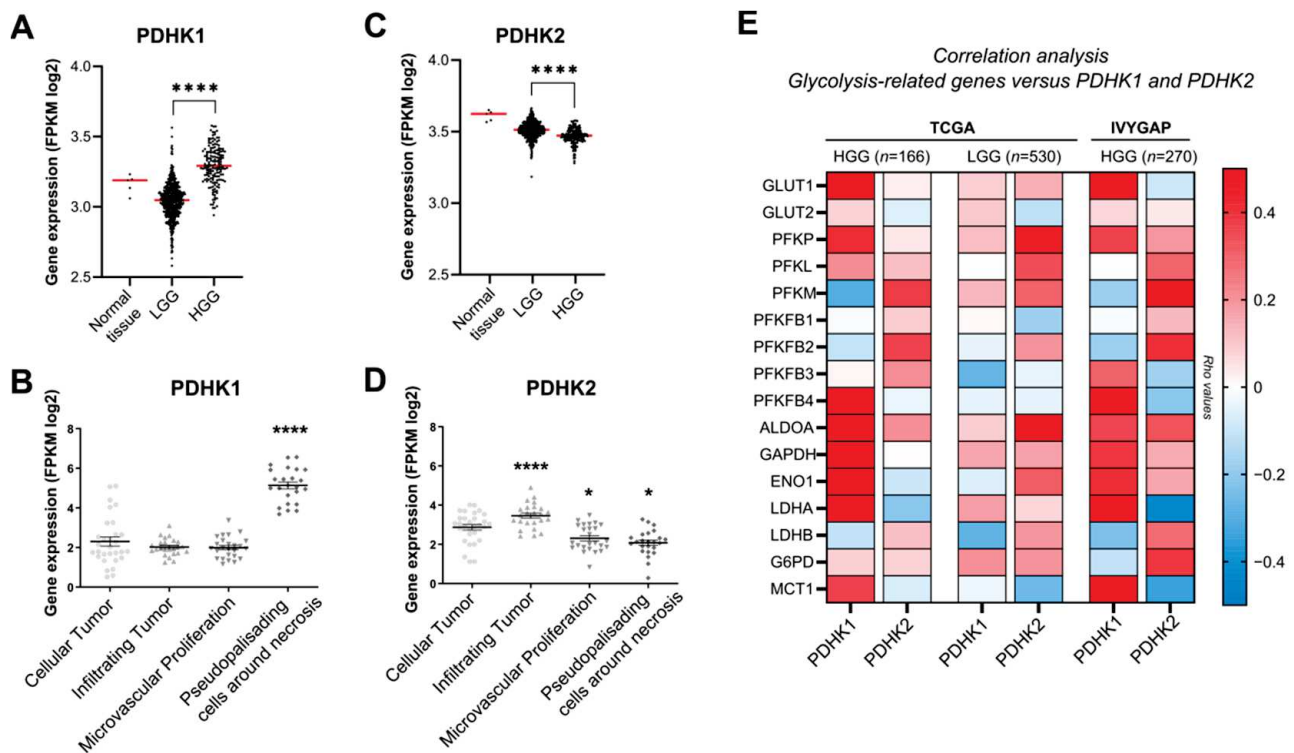 A
PDHK1
Gene expression (FPKM log2)
4.0
3.5
3.0
2.5
****
Normal
tissue
LGG
HGG
B
PDHK1
Gene expression (FPKM log2)
8
6
4
2
0
****
Cellular Tumor
Infiltrating Tumor
Microvascular Proliferation
Pseudopalisading
cells around necrosis
C
PDHK2
Gene expression (FPKM log2)
4.0
3.5
3.0
2.5
****
Normal
tissue
LGG
HGG
D
PDHK2
Gene expression (FPKM log2)
8
6
4
2
0
****
*
*
Cellular Tumor
Infiltrating Tumor
Microvascular Proliferation
Pseudopalisading
cells around necrosis
E
Correlation analysis
Glycolysis-related genes versus PDHK1 and PDHK2
TCGA
IVYGAP
HGG (n=166)
LGG (n=530)
HGG (n=270)
GLUT1
GLUT2
PFKP
PFKL
PFKM
PFKFB1
PFKFB2
PFKFB3
PFKFB4
ALDOA
GAPDH
ENO1
LDHA
LDHB
G6PD
MCT1
PDHK1
PDHK2
PDHK1
PDHK2
PDHK1
PDHK2
Rho values
0.4
0.2
0
−0.2
−0.4